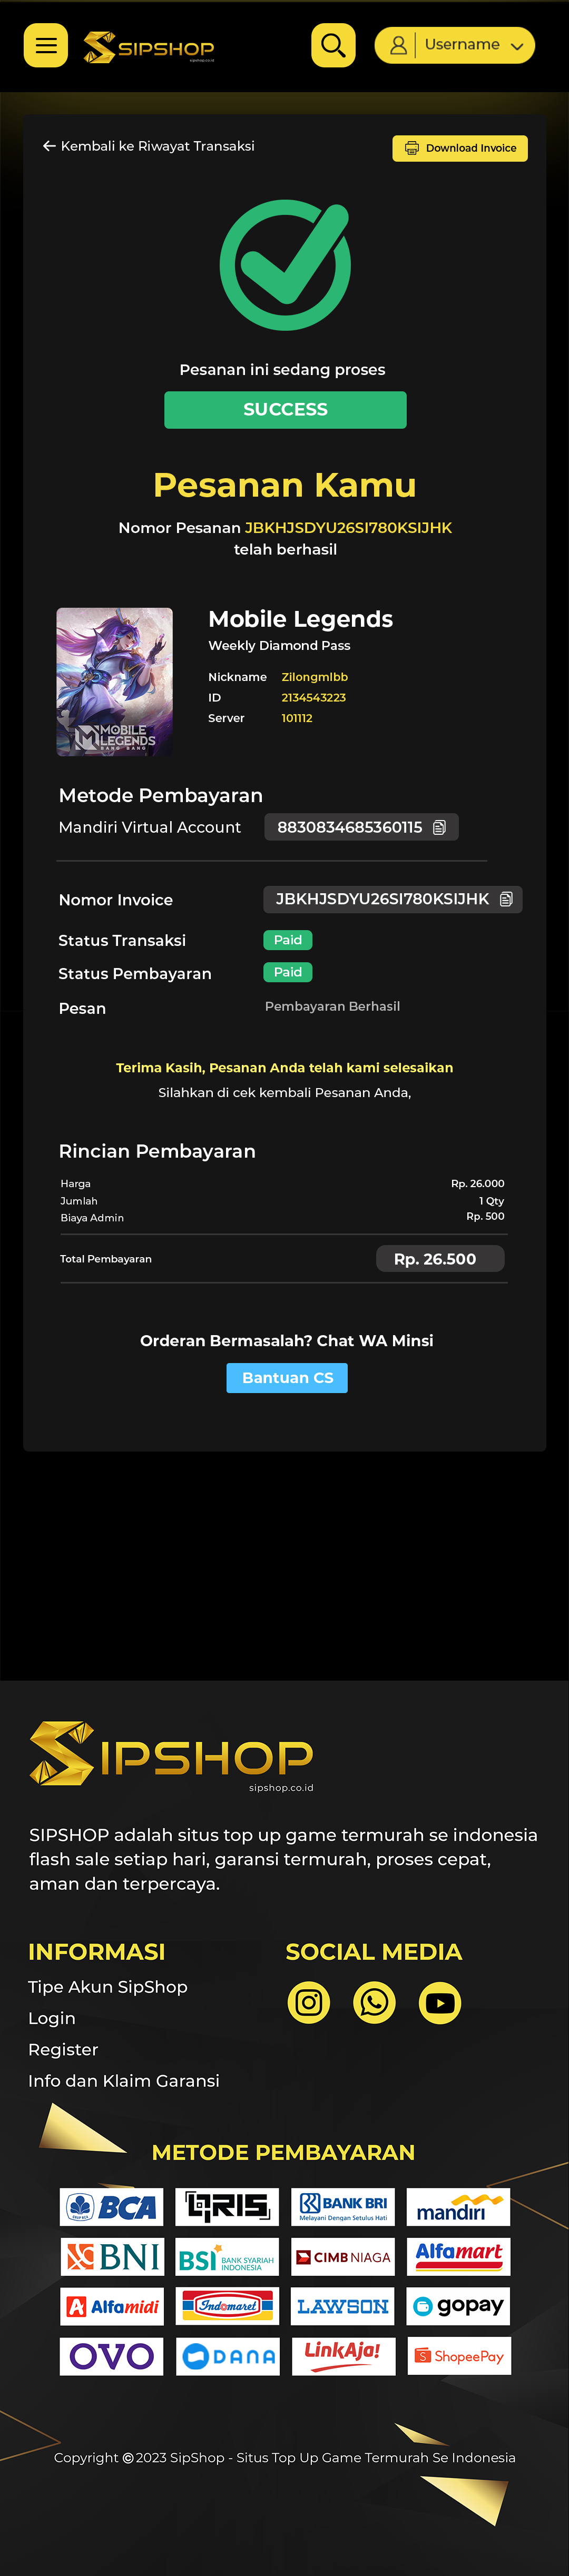 SIPSHOP
sipshop.co.id
Username
Kembali ke Riwayat Transaksi
Download Invoice
Pesanan ini sedang proses
SUCCESS
Pesanan Kamu
Nomor Pesanan JBKHJSDYU26SI780KSIJHK
telah berhasil
Mobile Legends
Weekly Diamond Pass
Nickname Zilongmlbb
ID 2134543223
Server 101112
MOBILE
LEGENDS
BANG BANG
Metode Pembayaran
Mandiri Virtual Account 8830834685360115
Nomor Invoice JBKHJSDYU26SI780KSIJHK
Status Transaksi Paid
Status Pembayaran Paid
Pesan Pembayaran Berhasil
Terima Kasih, Pesanan Anda telah kami selesaikan
Silahkan di cek kembali Pesanan Anda,
Rincian Pembayaran
Harga Rp. 26.000
Jumlah 1 Qty
Biaya Admin Rp. 500
Total Pembayaran Rp. 26.500
Orderan Bermasalah? Chat WA Minsi
Bantuan CS
SIPSHOP
sipshop.co.id
SIPSHOP adalah situs top up game termurah se indonesia
flash sale setiap hari, garansi termurah, proses cepat,
aman dan terpercaya.
INFORMASI
Tipe Akun SipShop
Login
Register
Info dan Klaim Garansi
SOCIAL MEDIA
METODE PEMBAYARAN
BCA QRIS BANK BRI mandiri
Melayani Dengan Setulus Hati
BNI BSI BANK SYARIAH INDONESIA CIMB NIAGA Alfamart
Alfamidi Indomaret LAWSON gopay
OVO DANA LinkAja! ShopeePay
Copyright © 2023 SipShop - Situs Top Up Game Termurah Se Indonesia